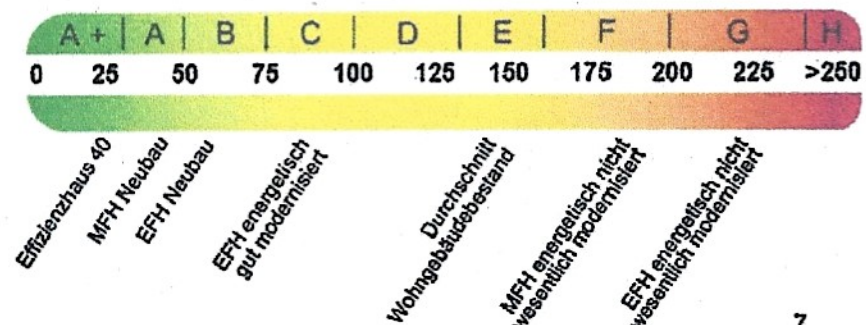 A+ | A | B | C | D | E | F | G | H
0 25 50 75 100 125 150 175 200 225 >250
Effizienzhaus 40
MFH Neubau
EFH Neubau
EFH energetisch
gut modernisiert
Durchschnitt
Wohngebäudebestand
MFH energetisch nicht
wesentlich modernisiert
EFH energetisch nicht
wesentlich modernisiert
7